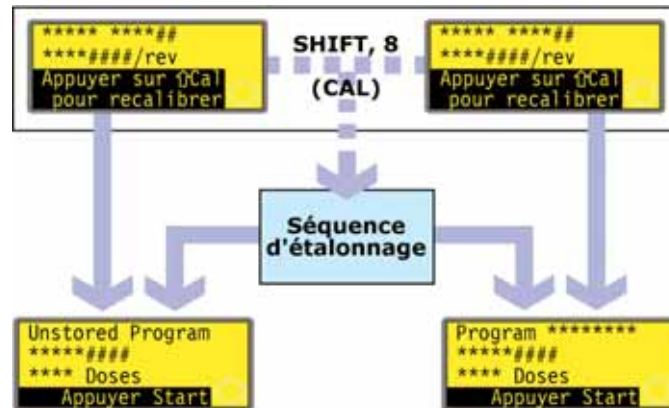 ***** ****##
****####/rev
Appuyer sur ⇧Cal
pour recalibrer
SHIFT, 8
(CAL)
***** ****##
****####/rev
Appuyer sur ⇧Cal
pour recalibrer
Séquence
d'étalonnage
Unstored Program
*****####
**** Doses
Appuyer Start
Program ********
*****####
**** Doses
Appuyer Start